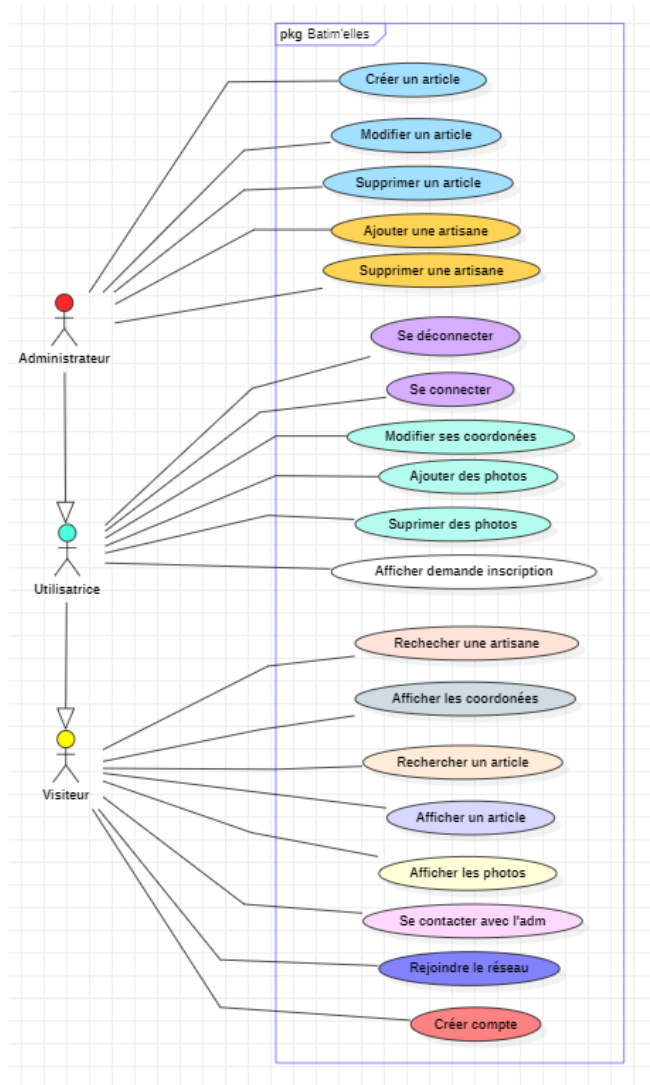 pkg Batim'elles
Créer un article
Modifier un article
Supprimer un article
Ajouter une artisane
Supprimer une artisane
Administrateur
Se déconnecter
Se connecter
Modifier ses coordonées
Ajouter des photos
Suprimer des photos
Afficher demande inscription
Utilisatrice
Rechecher une artisane
Afficher les coordonées
Rechercher un article
Visiteur
Afficher un article
Afficher les photos
Se contacter avec l'adm
Rejoindre le réseau
Créer compte